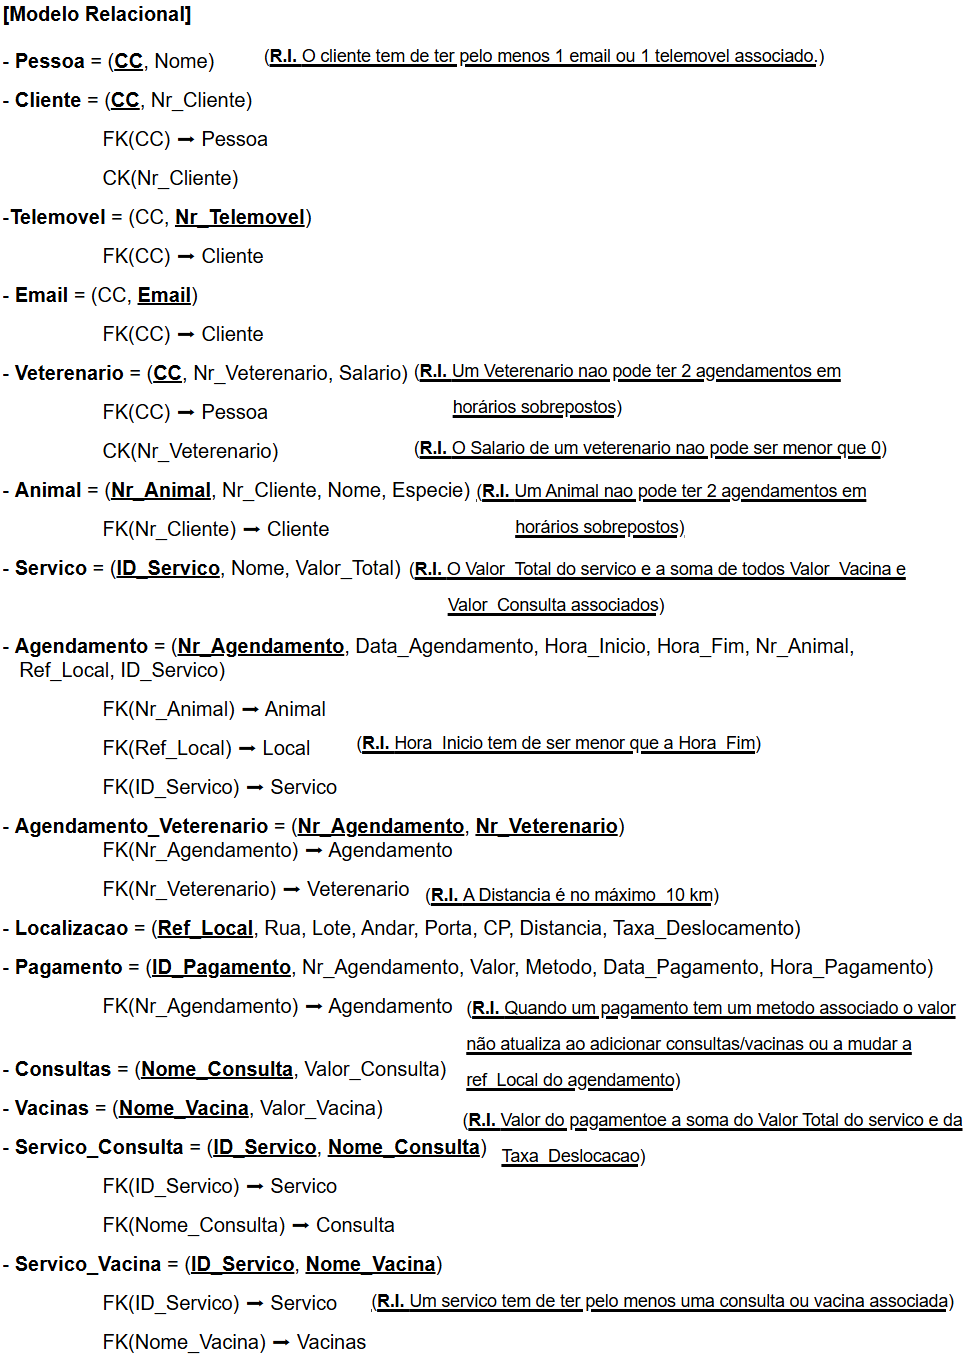 [Modelo Relacional]
- Pessoa = (CC, Nome) (R.I. O cliente tem de ter pelo menos 1 email ou 1 telemovel associado.)
- Cliente = (CC, Nr_Cliente)
FK(CC) → Pessoa
CK(Nr_Cliente)
-Telemovel = (CC, Nr_Telemovel)
FK(CC) → Cliente
- Email = (CC, Email)
FK(CC) → Cliente
- Veterenario = (CC, Nr_Veterenario, Salario) (R.I. Um Veterenario nao pode ter 2 agendamentos em
horários sobrepostos)
FK(CC) → Pessoa
CK(Nr_Veterenario) (R.I. O Salario de um veterenario nao pode ser menor que 0)
- Animal = (Nr_Animal, Nr_Cliente, Nome, Especie) (R.I. Um Animal nao pode ter 2 agendamentos em
horários sobrepostos)
FK(Nr_Cliente) → Cliente
- Servico = (ID_Servico, Nome, Valor_Total) (R.I. O Valor_Total do servico e a soma de todos Valor_Vacina e
Valor_Consulta associados)
- Agendamento = (Nr_Agendamento, Data_Agendamento, Hora_Inicio, Hora_Fim, Nr_Animal,
Ref_Local, ID_Servico)
FK(Nr_Animal) → Animal
FK(Ref_Local) → Local (R.I. Hora_Inicio tem de ser menor que a Hora_Fim)
FK(ID_Servico) → Servico
- Agendamento_Veterenario = (Nr_Agendamento, Nr_Veterenario)
FK(Nr_Agendamento) → Agendamento
FK(Nr_Veterenario) → Veterenario (R.I. A Distancia é no máximo 10 km)
- Localizacao = (Ref_Local, Rua, Lote, Andar, Porta, CP, Distancia, Taxa_Deslocamento)
- Pagamento = (ID_Pagamento, Nr_Agendamento, Valor, Metodo, Data_Pagamento, Hora_Pagamento)
FK(Nr_Agendamento) → Agendamento (R.I. Quando um pagamento tem um metodo associado o valor
não atualiza ao adicionar consultas/vacinas ou a mudar a
- Consultas = (Nome_Consulta, Valor_Consulta) ref_Local do agendamento)
- Vacinas = (Nome_Vacina, Valor_Vacina) (R.I. Valor do pagamentoe a soma do Valor Total do servico e da
- Servico_Consulta = (ID_Servico, Nome_Consulta) Taxa_Deslocacao)
FK(ID_Servico) → Servico
FK(Nome_Consulta) → Consulta
- Servico_Vacina = (ID_Servico, Nome_Vacina)
FK(ID_Servico) → Servico (R.I. Um servico tem de ter pelo menos uma consulta ou vacina associada)
FK(Nome_Vacina) → Vacinas